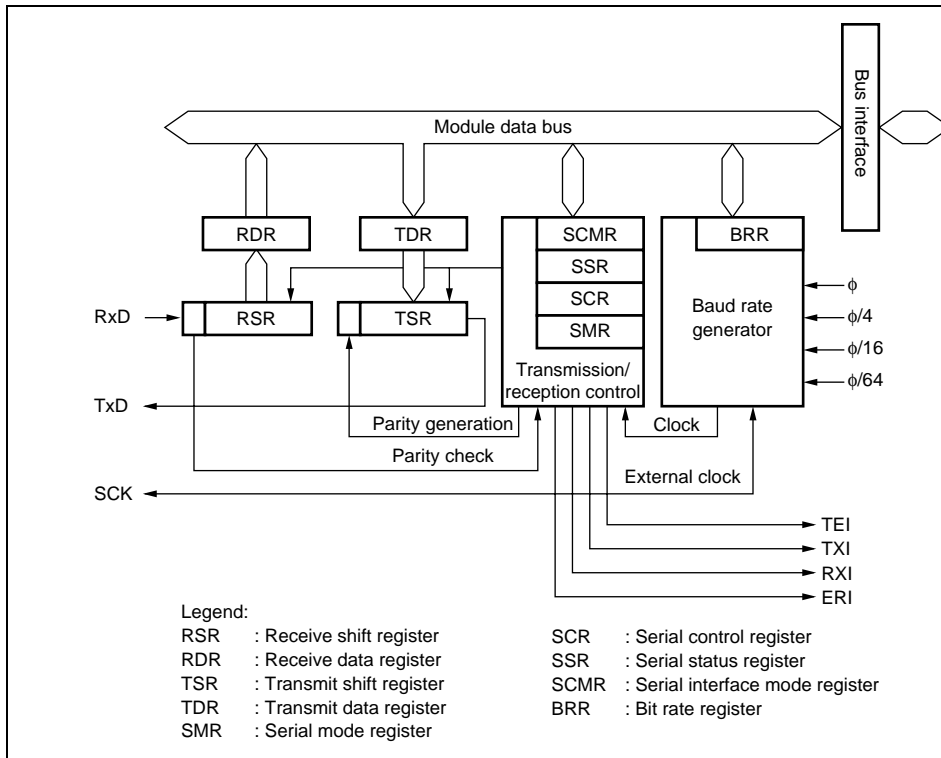 Bus interface
Module data bus
RDR
TDR
SCMR
BRR
SSR
SCR
SMR
RxD
RSR
TSR
Baud rate
generator
ϕ
ϕ/4
ϕ/16
ϕ/64
Transmission/
reception control
TxD
Parity generation
Clock
Parity check
External clock
SCK
TEI
TXI
RXI
ERI
Legend:
RSR : Receive shift register
RDR : Receive data register
TSR : Transmit shift register
TDR : Transmit data register
SMR : Serial mode register
SCR : Serial control register
SSR : Serial status register
SCMR : Serial interface mode register
BRR : Bit rate register